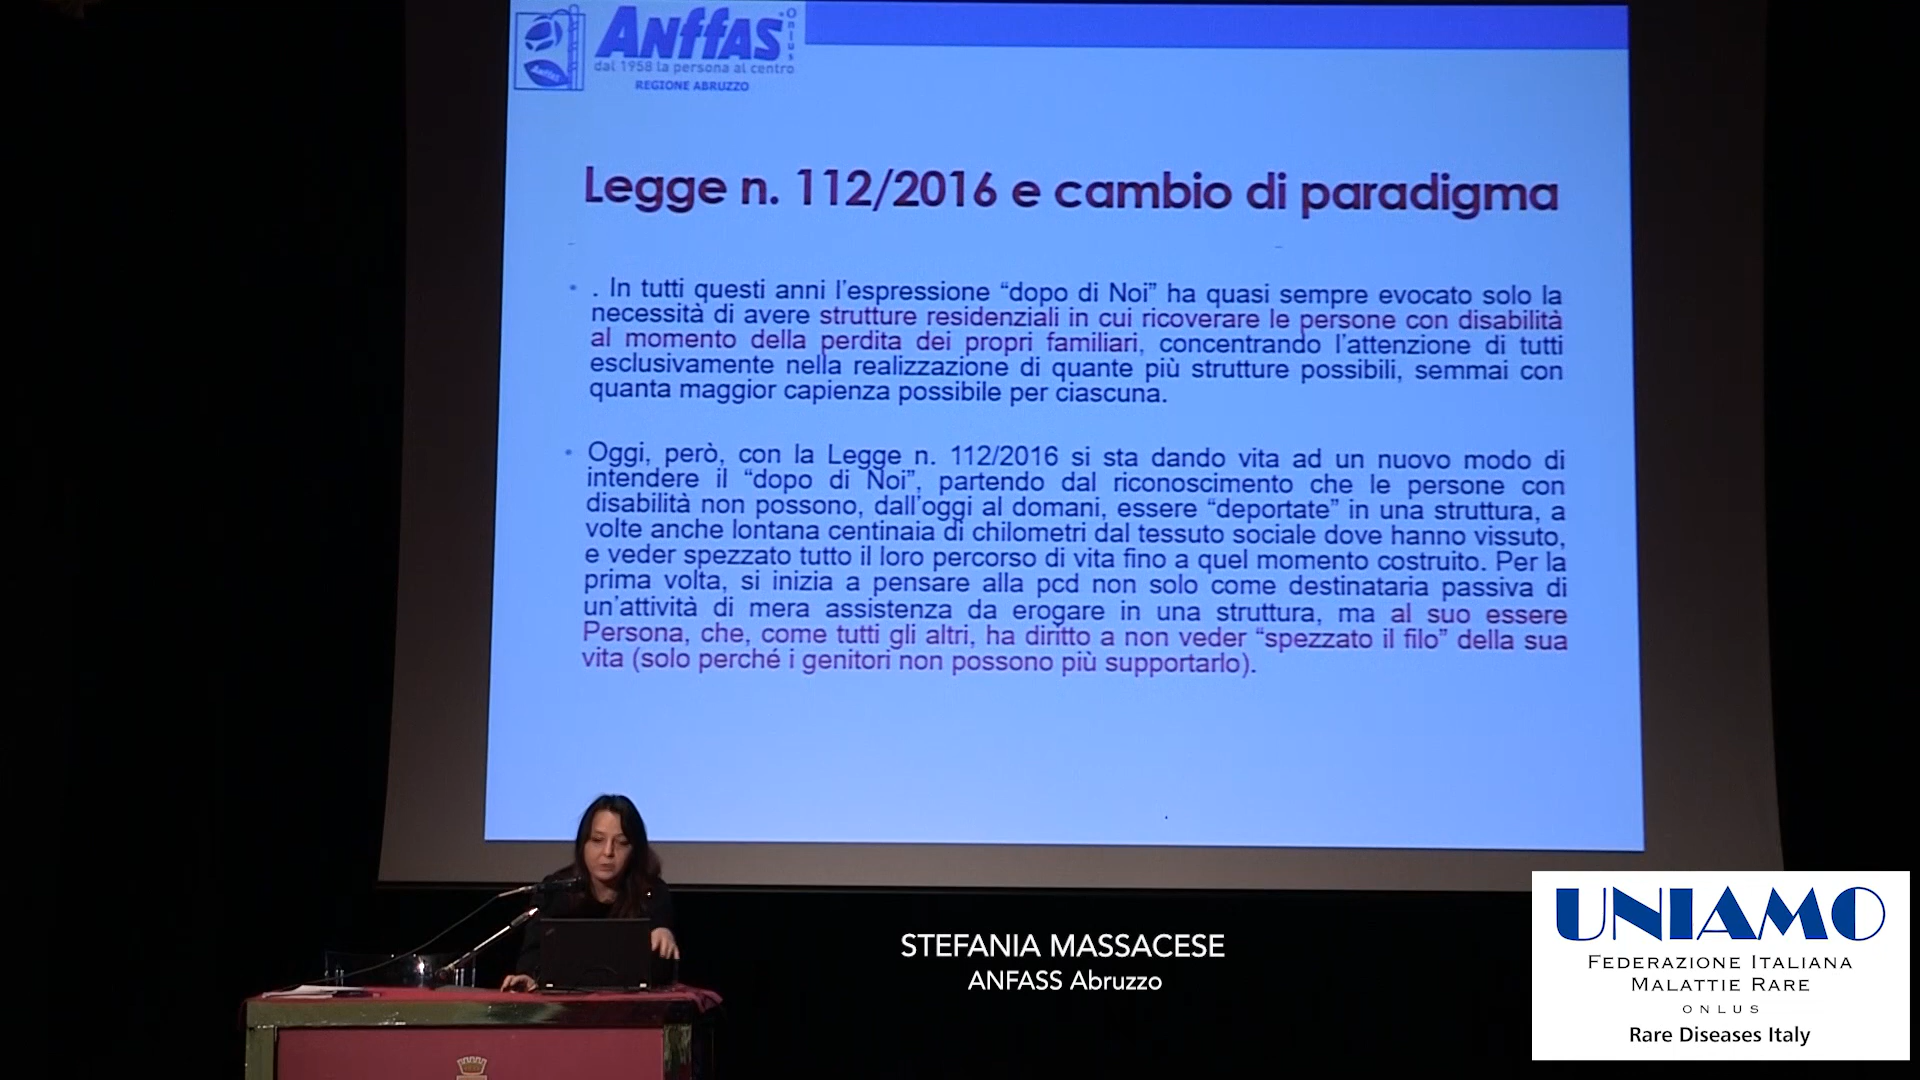 ANffAS Onlus
dal 1958 la persona al centro
REGIONE ABRUZZO
Anffas
Legge n. 112/2016 e cambio di paradigma
. In tutti questi anni l'espressione “dopo di Noi” ha quasi sempre evocato solo la
necessità di avere strutture residenziali in cui ricoverare le persone con disabilità
al momento della perdita dei propri familiari, concentrando l'attenzione di tutti
esclusivamente nella realizzazione di quante più strutture possibili, semmai con
quanta maggior capienza possibile per ciascuna.
Oggi, però, con la Legge n. 112/2016 si sta dando vita ad un nuovo modo di
intendere il “dopo di Noi”, partendo dal riconoscimento che le persone con
disabilità non possono, dall'oggi al domani, essere “deportate” in una struttura, a
volte anche lontana centinaia di chilometri dal tessuto sociale dove hanno vissuto,
e veder spezzato tutto il loro percorso di vita fino a quel momento costruito. Per la
prima volta, si inizia a pensare alla pcd non solo come destinataria passiva di
un'attività di mera assistenza da erogare in una struttura, ma al suo essere
Persona, che, come tutti gli altri, ha diritto a non veder “spezzato il filo” della sua
vita (solo perché i genitori non possono più supportarlo).
STEFANIA MASSACESE
ANFASS Abruzzo
UNIAMO
FEDERAZIONE ITALIANA
MALATTIE RARE
ONLUS
Rare Diseases Italy